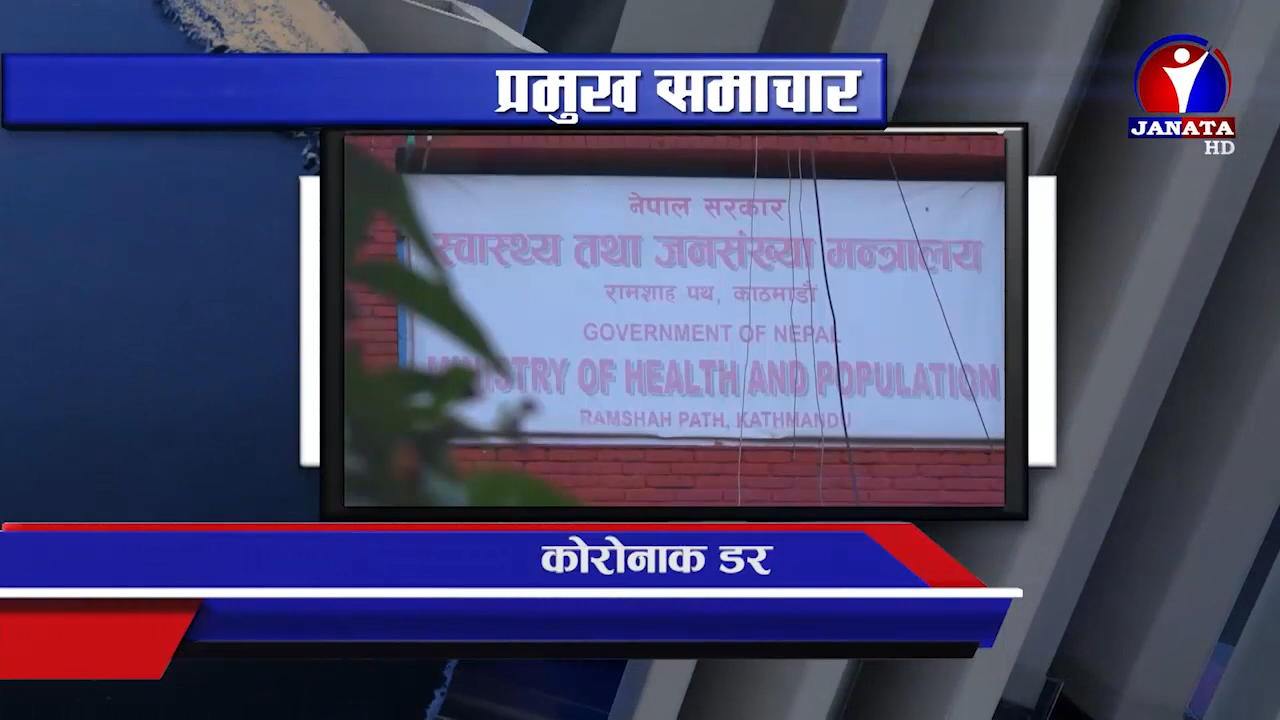 प्रमुख समाचार
JANATA
HD
नेपाल सरकार
स्वास्थ्य तथा जनसंख्या मन्त्रालय
रामशाह पथ, काठमाडौं
GOVERNMENT OF NEPAL
MINISTRY OF HEALTH AND POPULATION
RAMSHAH PATH, KATHMANDU
कोरोनाक डर